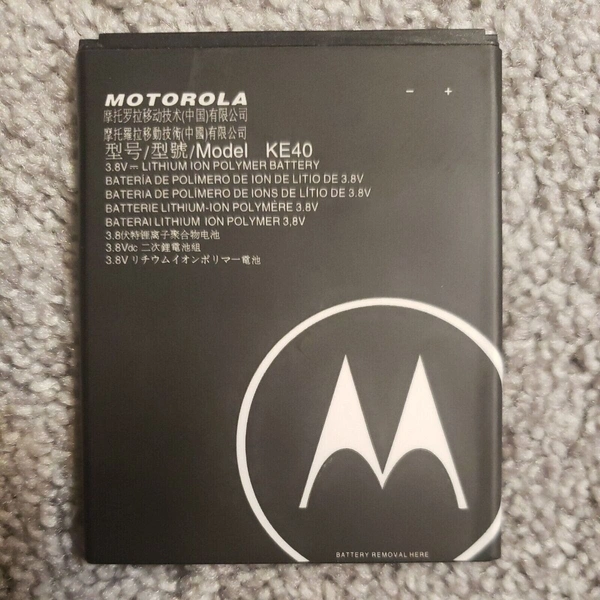 MOTOROLA
- +
摩托罗拉移动技术(中国)有限公司
摩托羅拉移動技術(中國)有限公司
型号/型號/Model KE40
3.8V⎓ LITHIUM ION POLYMER BATTERY
BATERÍA DE POLÍMERO DE ION DE LITIO DE 3.8V
BATERIA DE POLÍMERO DE IONS DE LÍTIO DE 3.8V
BATTERIE LITHIUM-ION POLYMÈRE 3.8V
BATERAI LITHIUM ION POLYMER 3,8V
3.8伏特锂离子聚合物电池
3.8Vdc 二次鋰電池組
3.8V リチウムイオンポリマー電池
BATTERY REMOVAL HERE